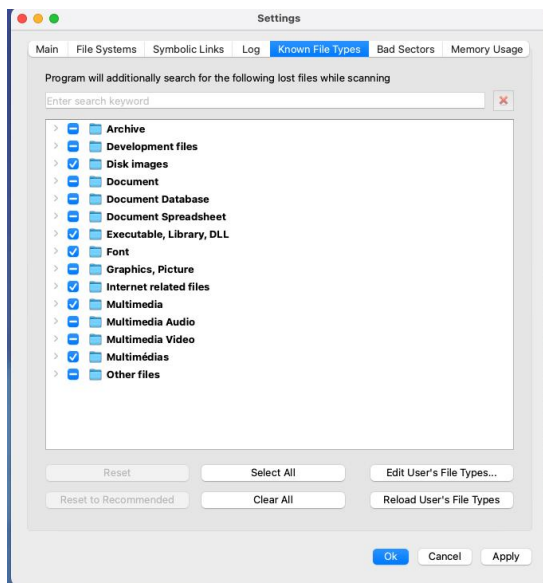 Settings
Main File Systems Symbolic Links Log Known File Types Bad Sectors Memory Usage
Program will additionally search for the following lost files while scanning
Enter search keyword
Archive
Development files
Disk images
Document
Document Database
Document Spreadsheet
Executable, Library, DLL
Font
Graphics, Picture
Internet related files
Multimedia
Multimedia Audio
Multimedia Video
Multimédias
Other files
Reset Select All Edit User's File Types...
Reset to Recommended Clear All Reload User's File Types
Ok Cancel Apply